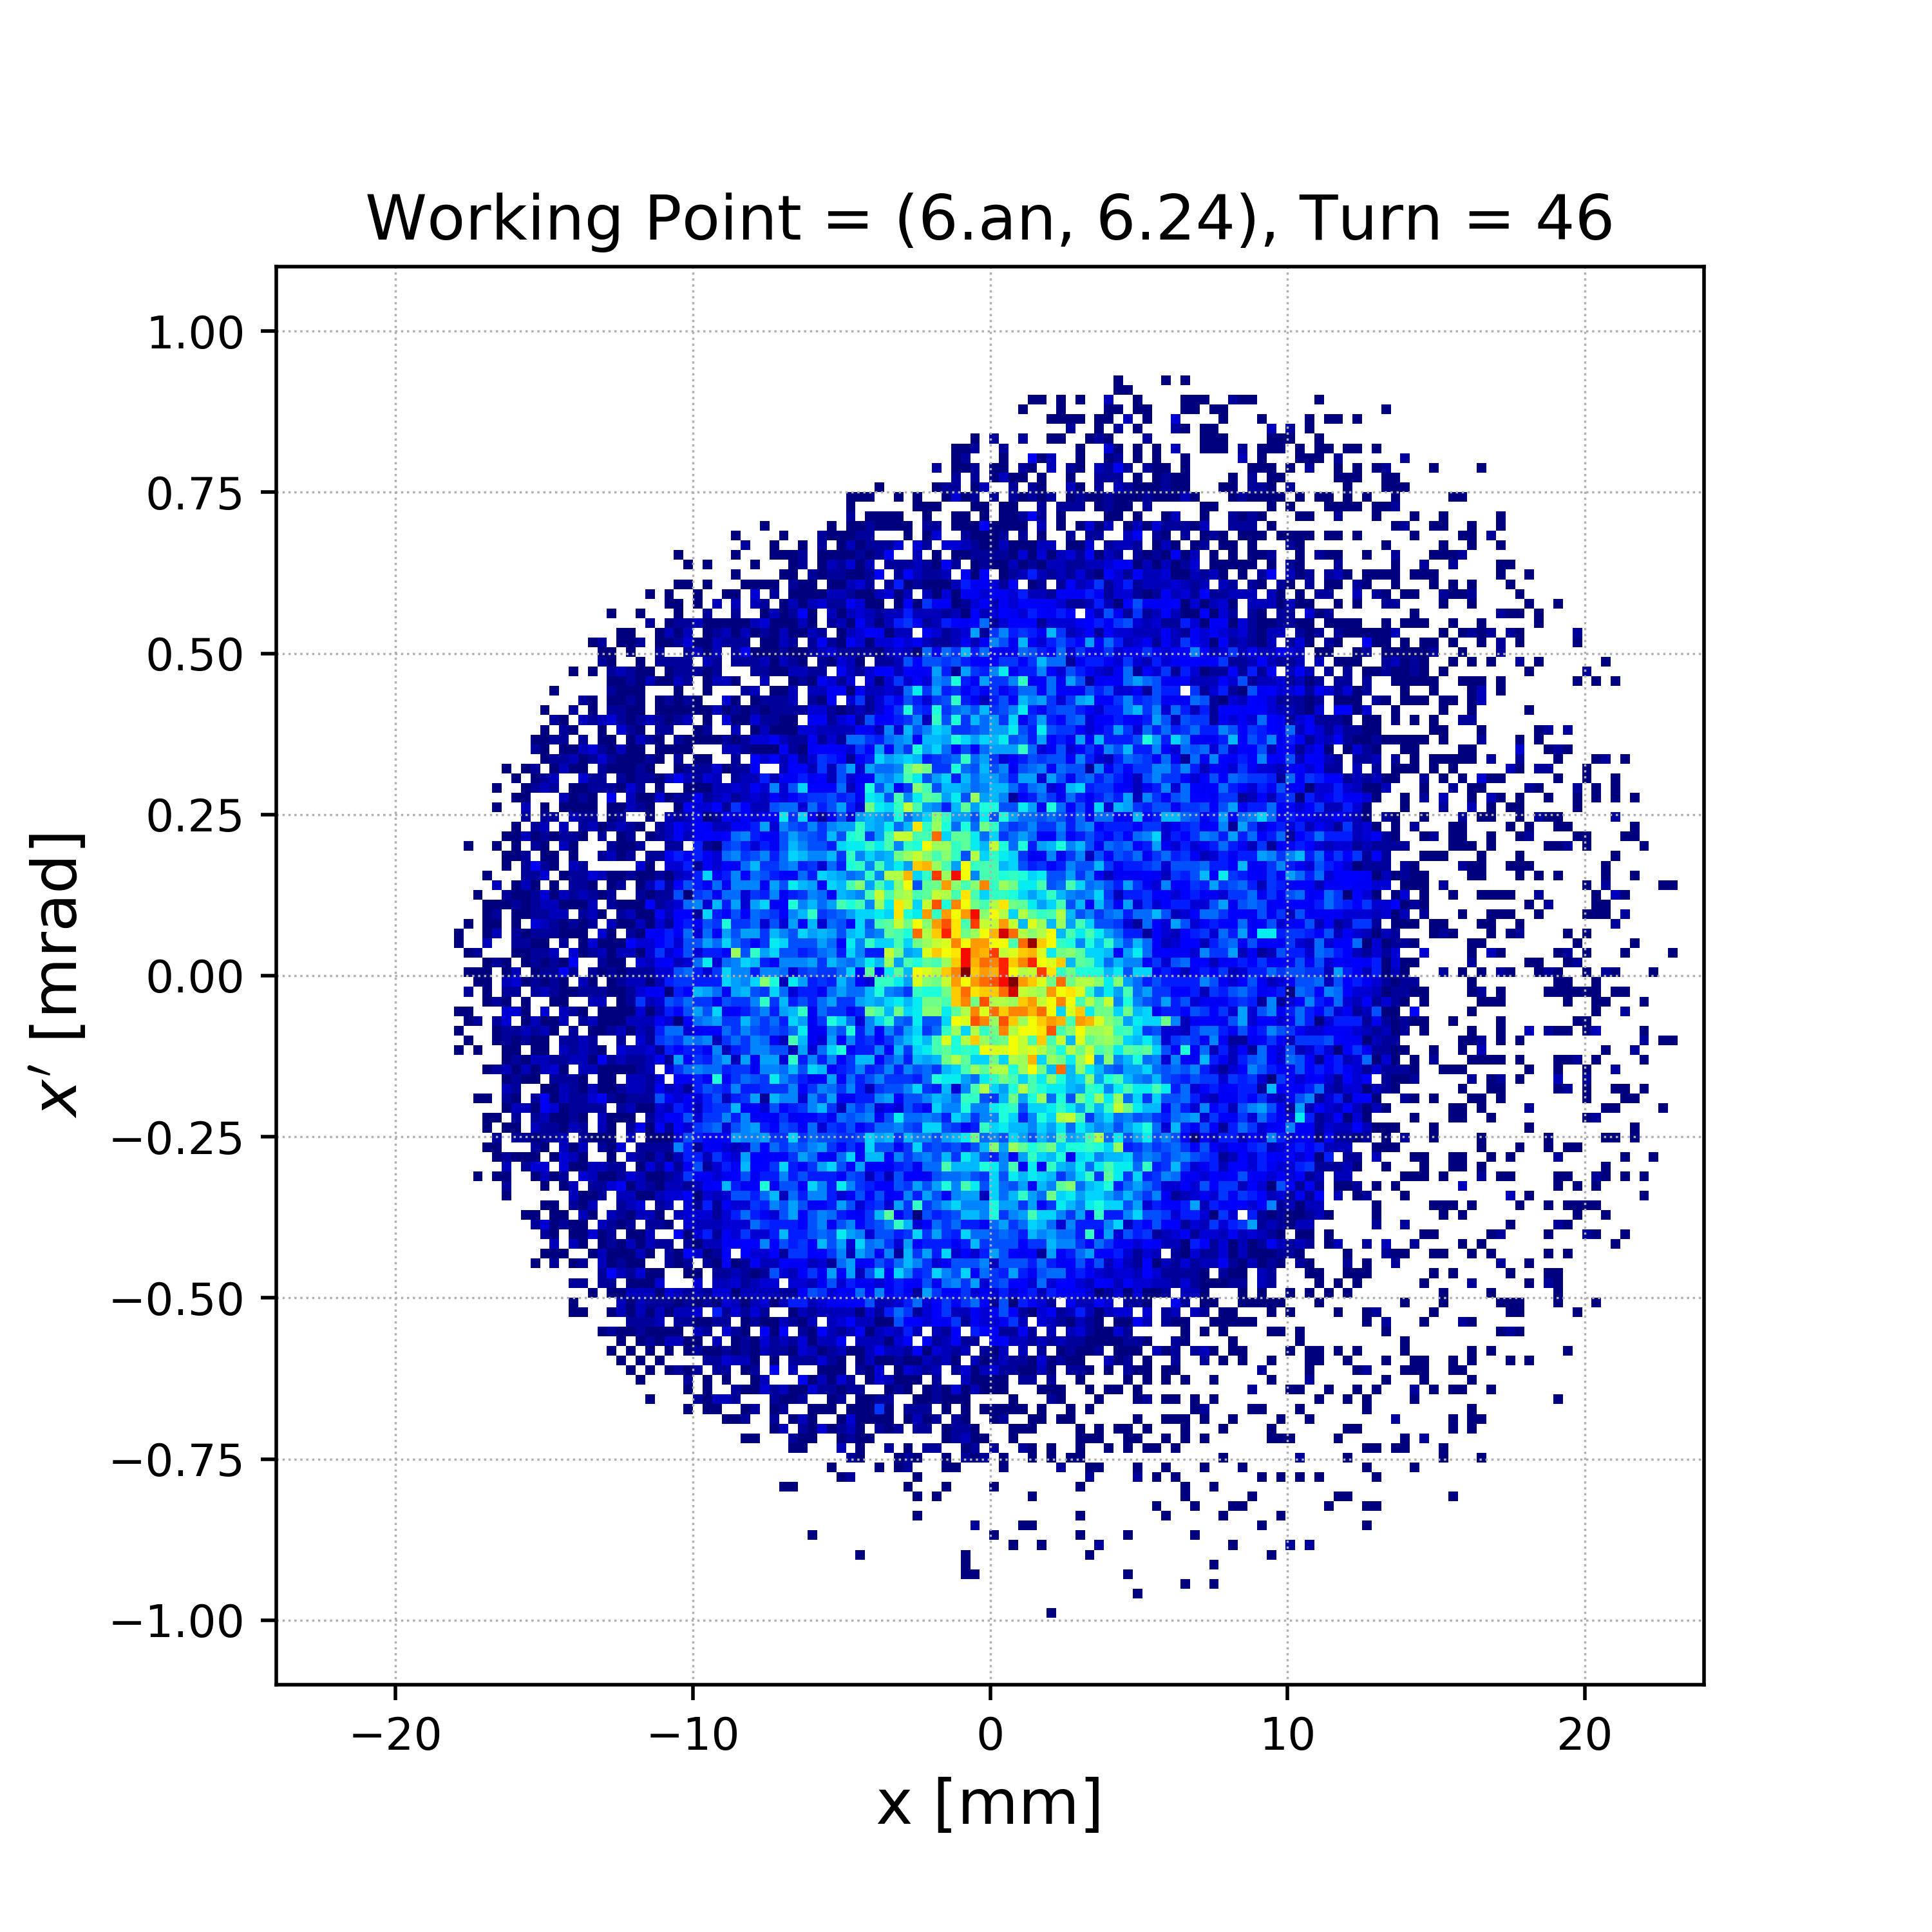 Working Point = (6.an, 6.24), Turn = 46
1.00
0.75
0.50
0.25
0.00
−0.25
−0.50
−0.75
−1.00
x′ [mrad]
−20 −10 0 10 20
x [mm]